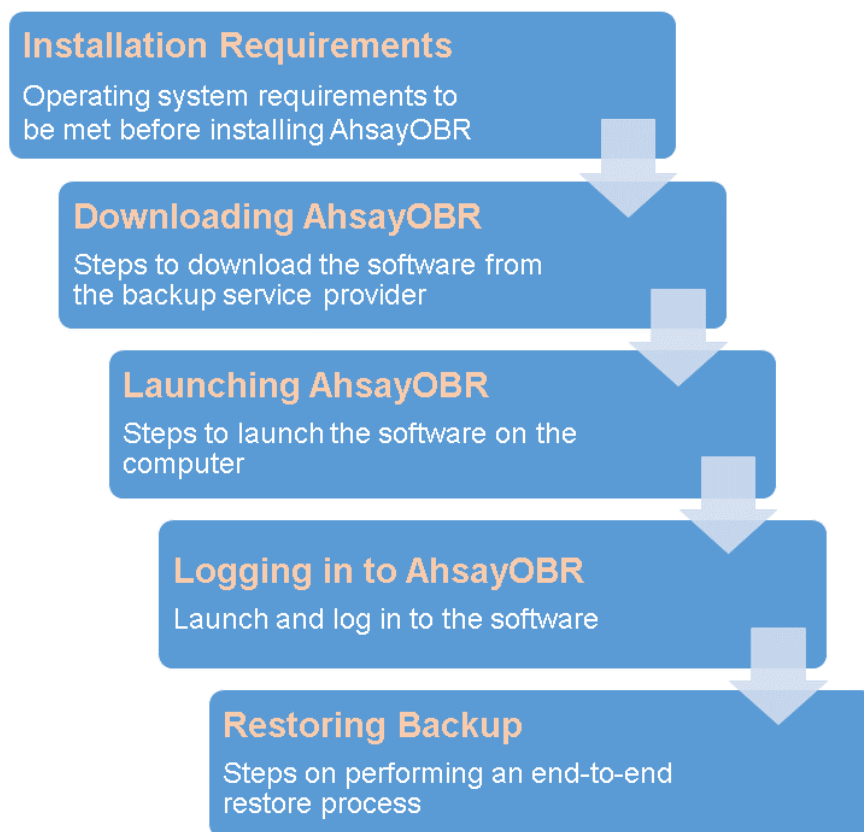 Installation Requirements
Operating system requirements to
be met before installing AhsayOBR
Downloading AhsayOBR
Steps to download the software from
the backup service provider
Launching AhsayOBR
Steps to launch the software on the
computer
Logging in to AhsayOBR
Launch and log in to the software
Restoring Backup
Steps on performing an end-to-end
restore process